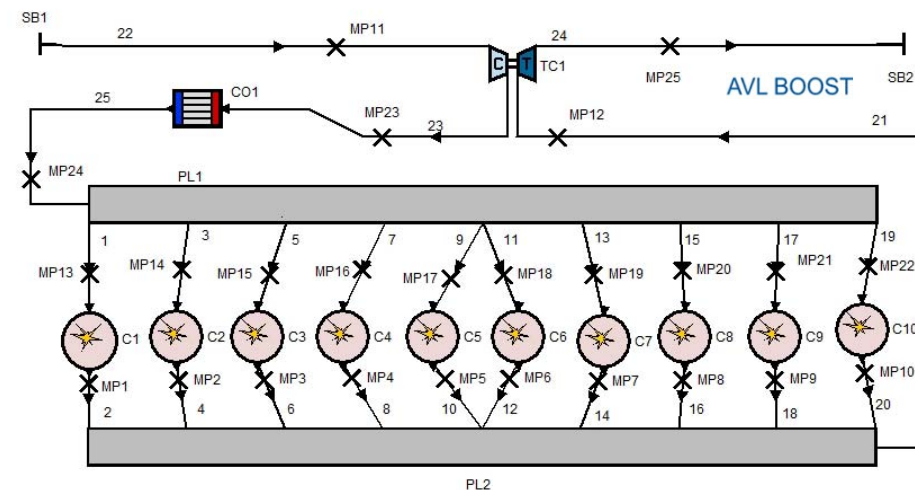 SB1 22 MP11 24
C T TC1
MP25 SB2
AVL BOOST
25 CO1
MP23 23 MP12 21
MP24
PL1
1 3 5 7 9 11 13 15 17 19
MP13 MP14 MP15 MP16 MP17 MP18 MP19 MP20 MP21 MP22
C1 C2 C3 C4 C5 C6 C7 C8 C9 C10
MP1 MP2 MP3 MP4 MP5 MP6 MP7 MP8 MP9 MP10
2 4 6 8 10 12 14 16 18 20
PL2